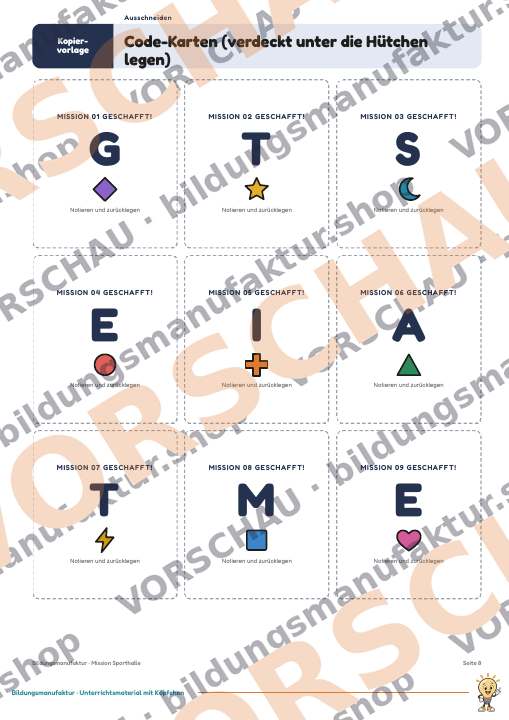 Ausschneiden
Kopier-
vorlage
Code-Karten (verdeckt unter die Hütchen
legen)
MISSION 01 GESCHAFFT!
G
Notieren und zurücklegen
MISSION 02 GESCHAFFT!
T
Notieren und zurücklegen
MISSION 03 GESCHAFFT!
S
Notieren und zurücklegen
MISSION 04 GESCHAFFT!
E
Notieren und zurücklegen
MISSION 05 GESCHAFFT!
I
Notieren und zurücklegen
MISSION 06 GESCHAFFT!
A
Notieren und zurücklegen
MISSION 07 GESCHAFFT!
T
Notieren und zurücklegen
MISSION 08 GESCHAFFT!
M
Notieren und zurücklegen
MISSION 09 GESCHAFFT!
E
Notieren und zurücklegen
Bildungsmanufaktur · Mission Sporthalle
Seite 8
Bildungsmanufaktur · Unterrichtsmaterial mit Köpfchen
VORSCHAU · bildungsmanufaktur.shop
VORSCHAU